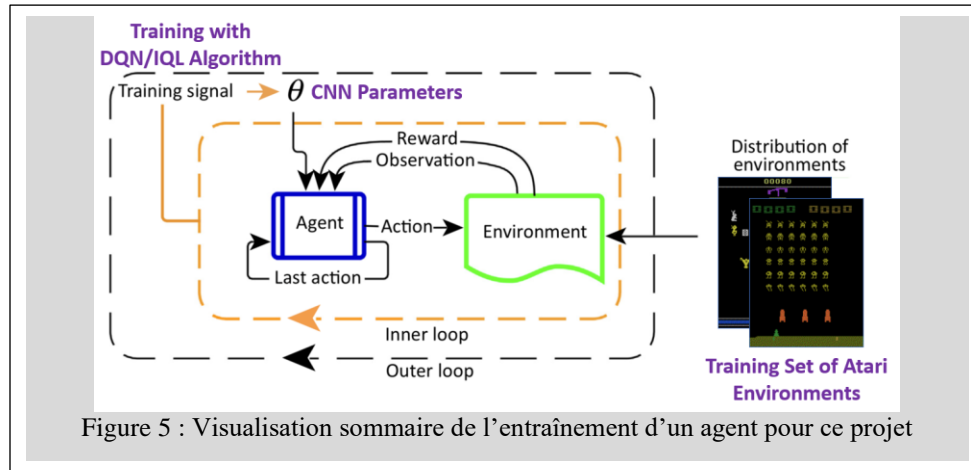 Training with
DQN/IQL Algorithm
Training signal
θ CNN Parameters
Reward
Observation
Agent
Action
Environment
Last action
Inner loop
Outer loop
Distribution of
environments
00000
Training Set of Atari
Environments
Figure 5 : Visualisation sommaire de l’entraînement d’un agent pour ce projet